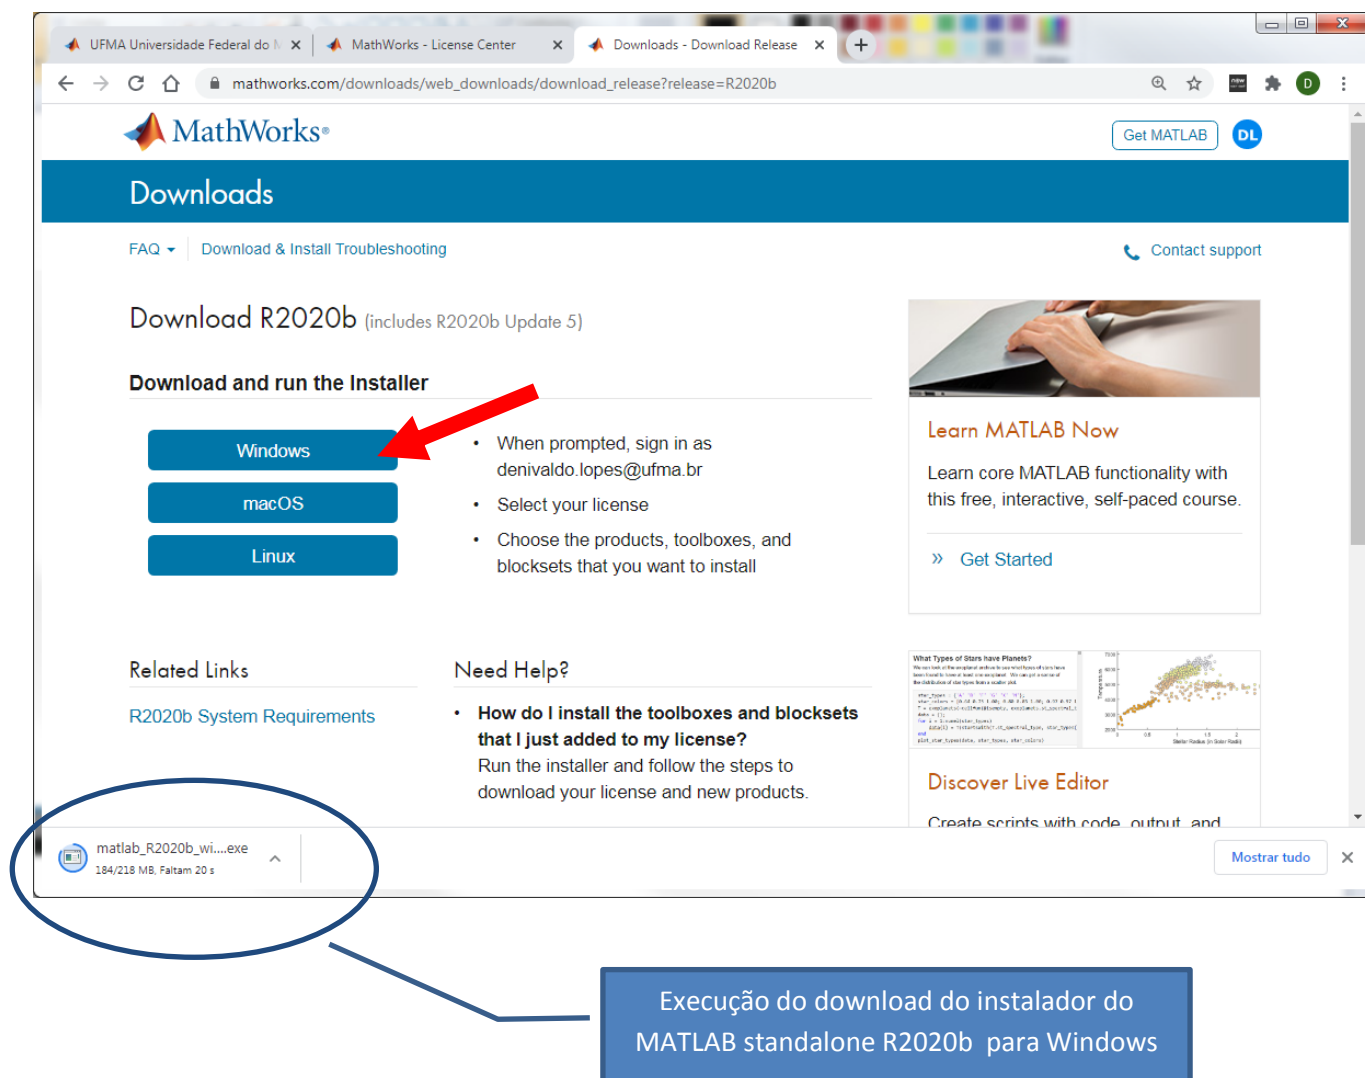 UFMA Universidade Federal do M
MathWorks - License Center
Downloads - Download Release
mathworks.com/downloads/web_downloads/download_release?release=R2020b
new
D
MathWorks®
Get MATLAB
DL
Downloads
FAQ
Download & Install Troubleshooting
Contact support
Download R2020b (includes R2020b Update 5)
Download and run the Installer
Windows
macOS
Linux
• When prompted, sign in as
denivaldo.lopes@ufma.br
• Select your license
• Choose the products, toolboxes, and
blocksets that you want to install
Learn MATLAB Now
Learn core MATLAB functionality with
this free, interactive, self-paced course.
» Get Started
Related Links
R2020b System Requirements
Need Help?
• How do I install the toolboxes and blocksets
that I just added to my license?
Run the installer and follow the steps to
download your license and new products.
What Types of Stars have Planets?
Temperature
Stellar Radius (in Solar Radii)
Discover Live Editor
Create scripts with code, output, and
matlab_R2020b_wi....exe
184/218 MB, Faltam 20 s
Mostrar tudo
Execução do download do instalador do
MATLAB standalone R2020b para Windows